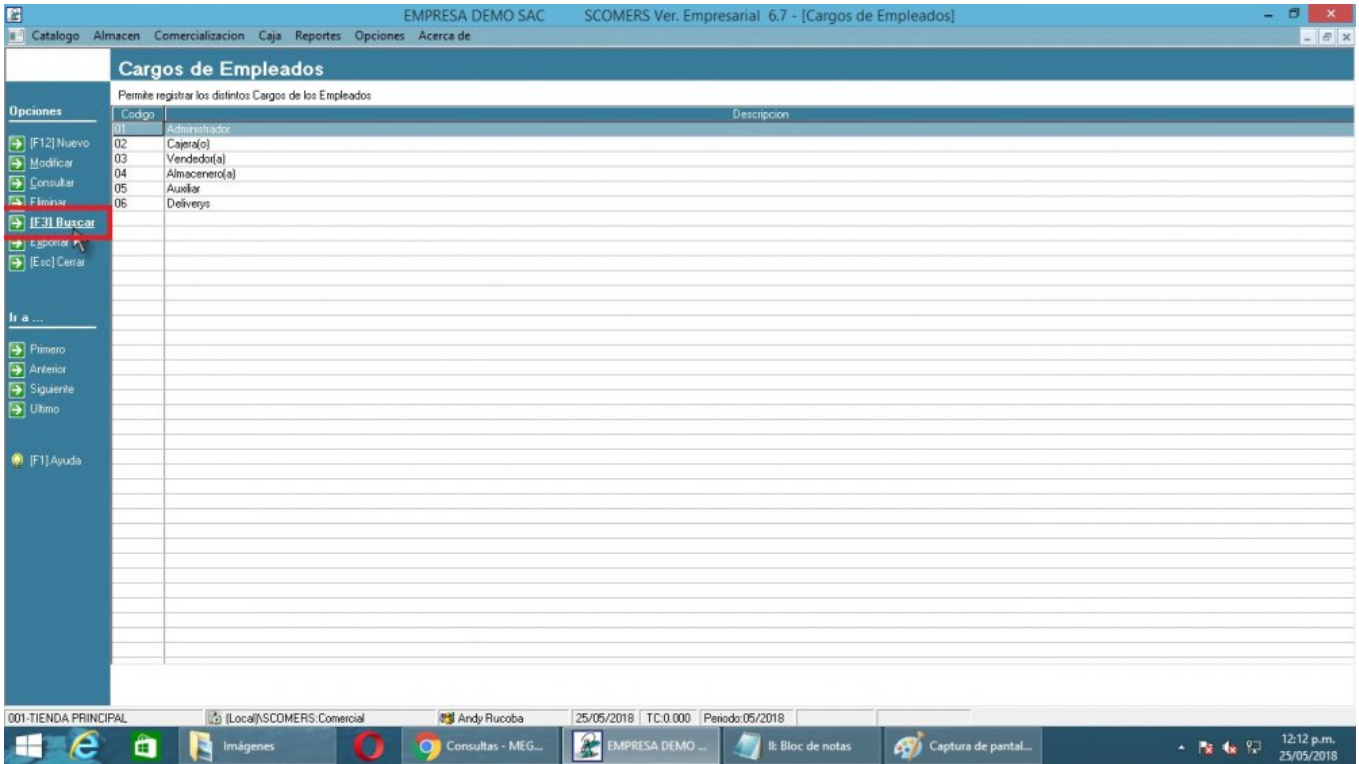 EMPRESA DEMO SAC SCOMERS Ver. Empresarial 6.7 - [Cargos de Empleados]
Catalogo Almacen Comercializacion Caja Reportes Opciones Acerca de
Cargos de Empleados
Permite registrar los distintos Cargos de los Empleados
Opciones
[F12] Nuevo
Modificar
Consultar
Eliminar
[F3] Buscar
Exportar
[Esc] Cerrar
Ir a ...
Primero
Anterior
Siguiente
Ultimo
[F1] Ayuda
Codigo Descripcion
01 Administrador
02 Cajera(o)
03 Vendedor(a)
04 Almacenero(a)
05 Auxiliar
06 Deliverys
001-TIENDA PRINCIPAL (Local)\SCOMERS:Comercial Andy Rucoba 25/05/2018 TC:0.000 Periodo:05/2018
Imágenes Consultas - MEG... EMPRESA DEMO ... II: Bloc de notas Captura de pantal... 12:12 p.m.
25/05/2018